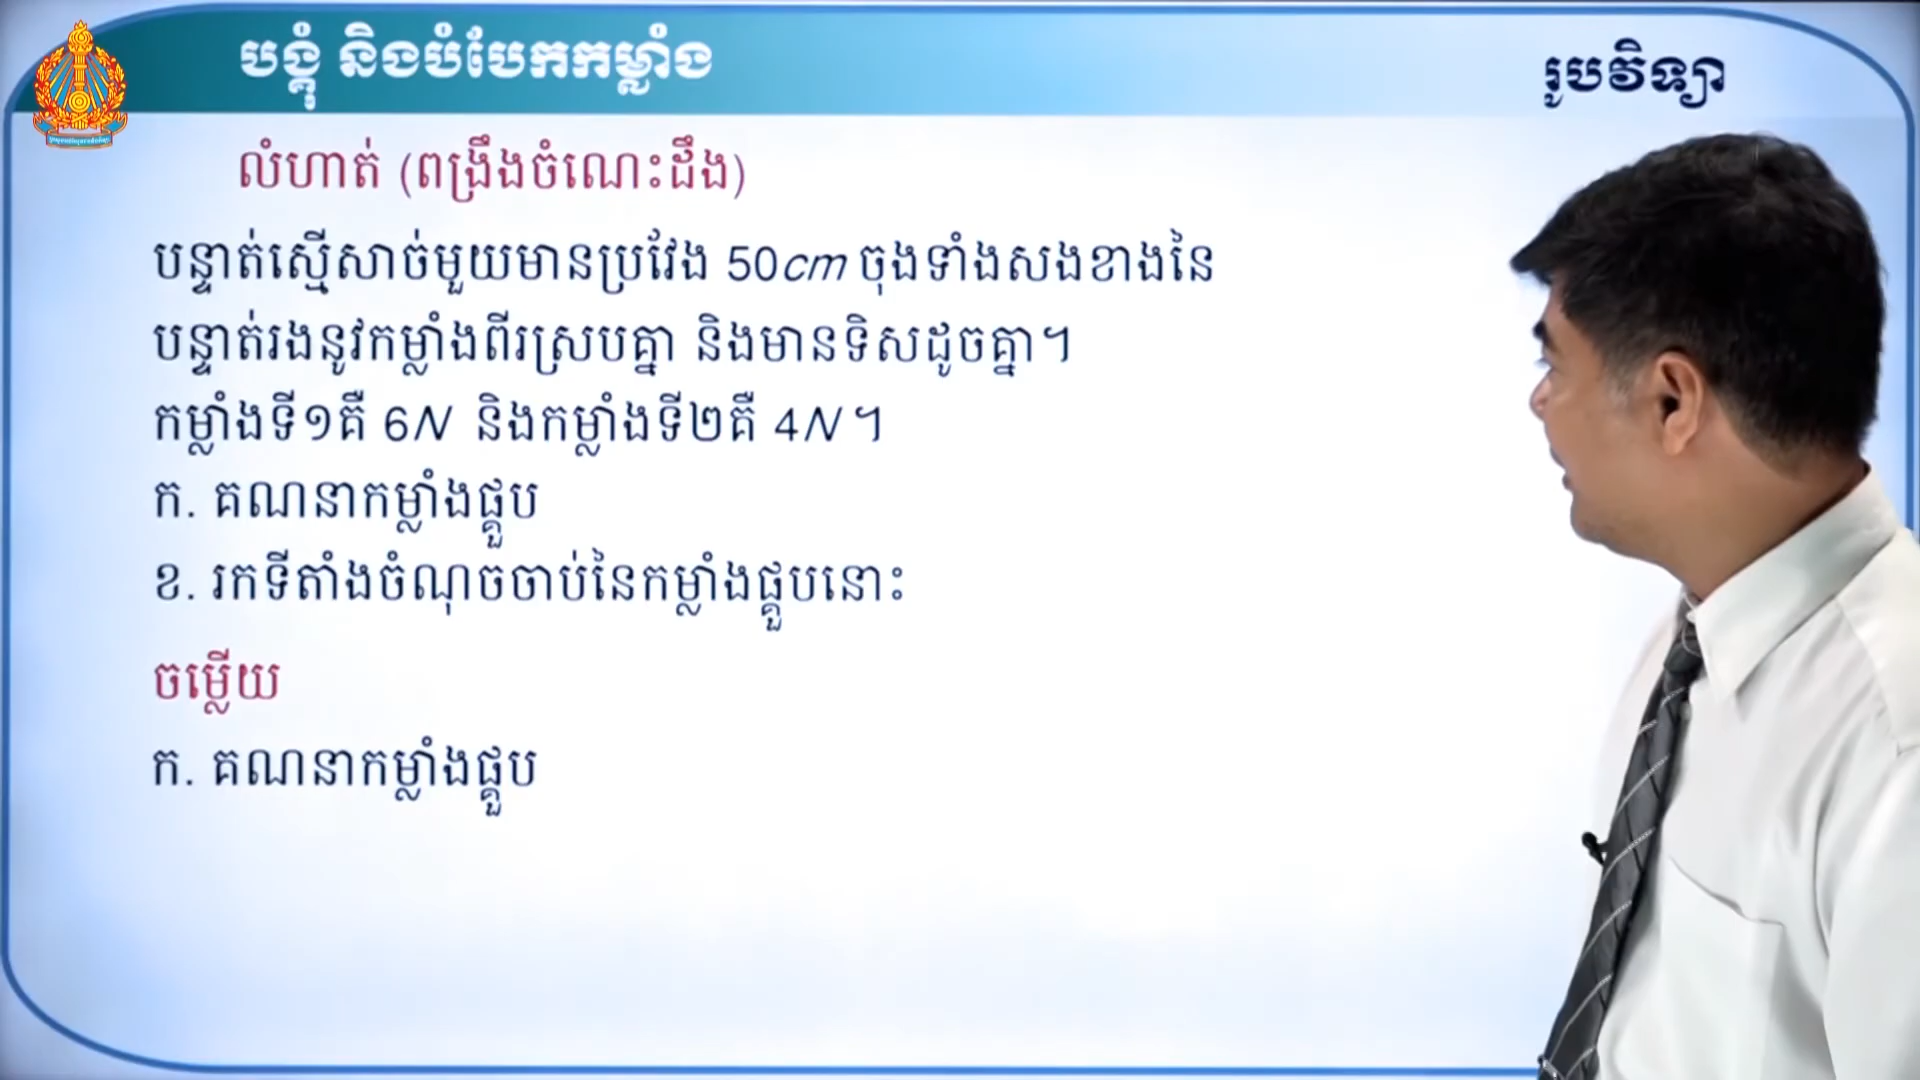 បង្គុំ និងបំបែកកម្លាំង
រូបវិទ្យា
លំហាត់ (ពង្រឹងចំណេះដឹង)
បន្ទាត់ស្មើសាច់មួយមានប្រវែង 50cm ចុងទាំងសងខាងនៃ
បន្ទាត់រងនូវកម្លាំងពីរស្របគ្នា និងមានទិសដូចគ្នា។
កម្លាំងទី១គឺ 6N និងកម្លាំងទី២គឺ 4N ។
ក. គណនាកម្លាំងផ្គួប
ខ. រកទីតាំងចំណុចចាប់នៃកម្លាំងផ្គួបនោះ
ចម្លើយ
ក. គណនាកម្លាំងផ្គួប